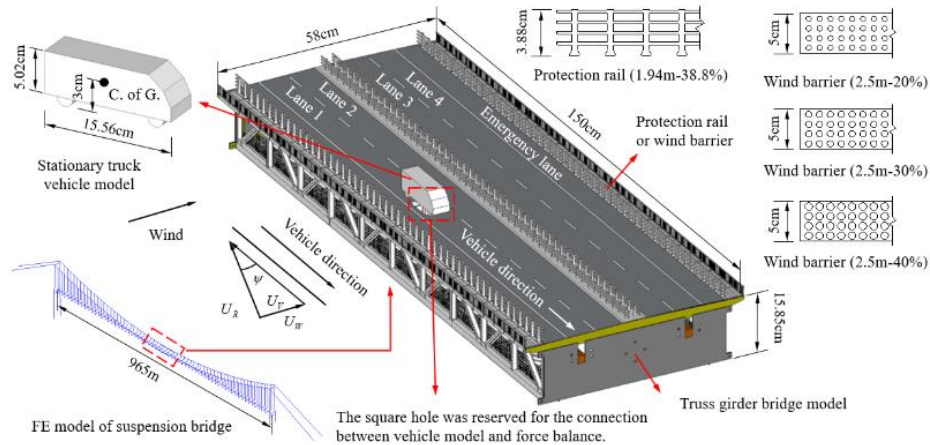 5.02cm
C. of G.
3cm
15.56cm
Stationary truck
vehicle model
Wind
Vehicle direction
ψ
U_R
U_V
U_W
965m
FE model of suspension bridge
58cm
Lane 1
Lane 2
Lane 3
Lane 4
Emergency lane
150cm
Vehicle direction
3.88cm
Protection rail (1.94m-38.8%)
Protection rail
or wind barrier
5cm
Wind barrier (2.5m-20%)
5cm
Wind barrier (2.5m-30%)
5cm
Wind barrier (2.5m-40%)
15.85cm
Truss girder bridge model
The square hole was reserved for the connection
between vehicle model and force balance.